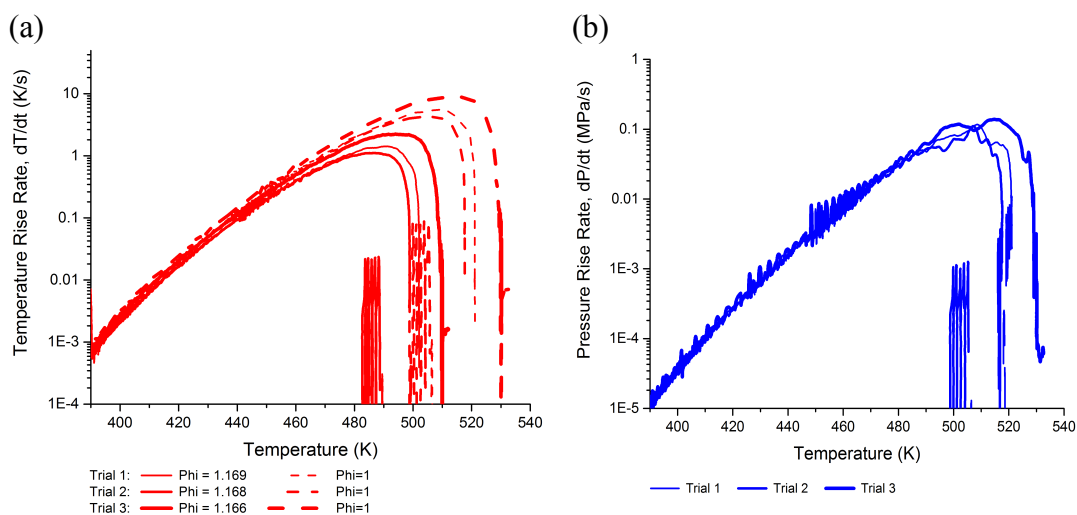 (a)
Temperature Rise Rate, dT/dt (K/s)
10
1
0.1
0.01
1E-3
1E-4
400 420 440 460 480 500 520 540
Temperature (K)
Trial 1: Phi = 1.169 Phi=1
Trial 2: Phi = 1.168 Phi=1
Trial 3: Phi = 1.166 Phi=1
(b)
Pressure Rise Rate, dP/dt (MPa/s)
1
0.1
0.01
1E-3
1E-4
1E-5
400 420 440 460 480 500 520 540
Temperature (K)
Trial 1 Trial 2 Trial 3